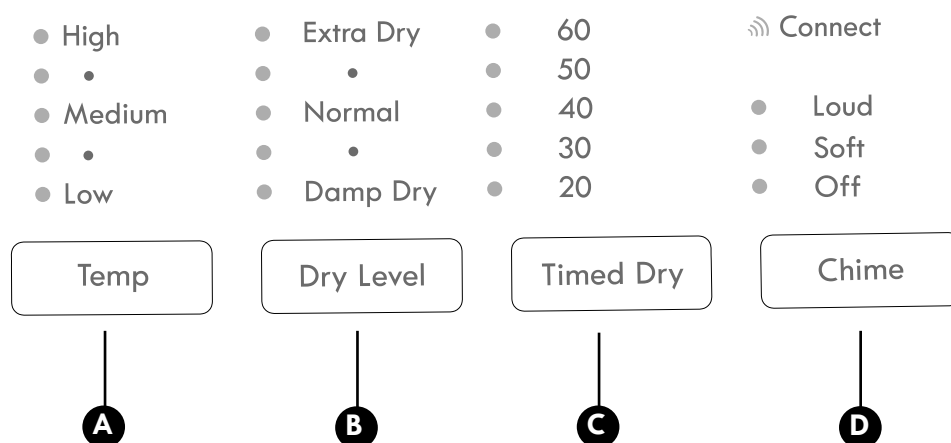 High
Medium
Low
Temp
A
Extra Dry
Normal
Damp Dry
Dry Level
B
60
50
40
30
20
Timed Dry
C
Connect
Loud
Soft
Off
Chime
D